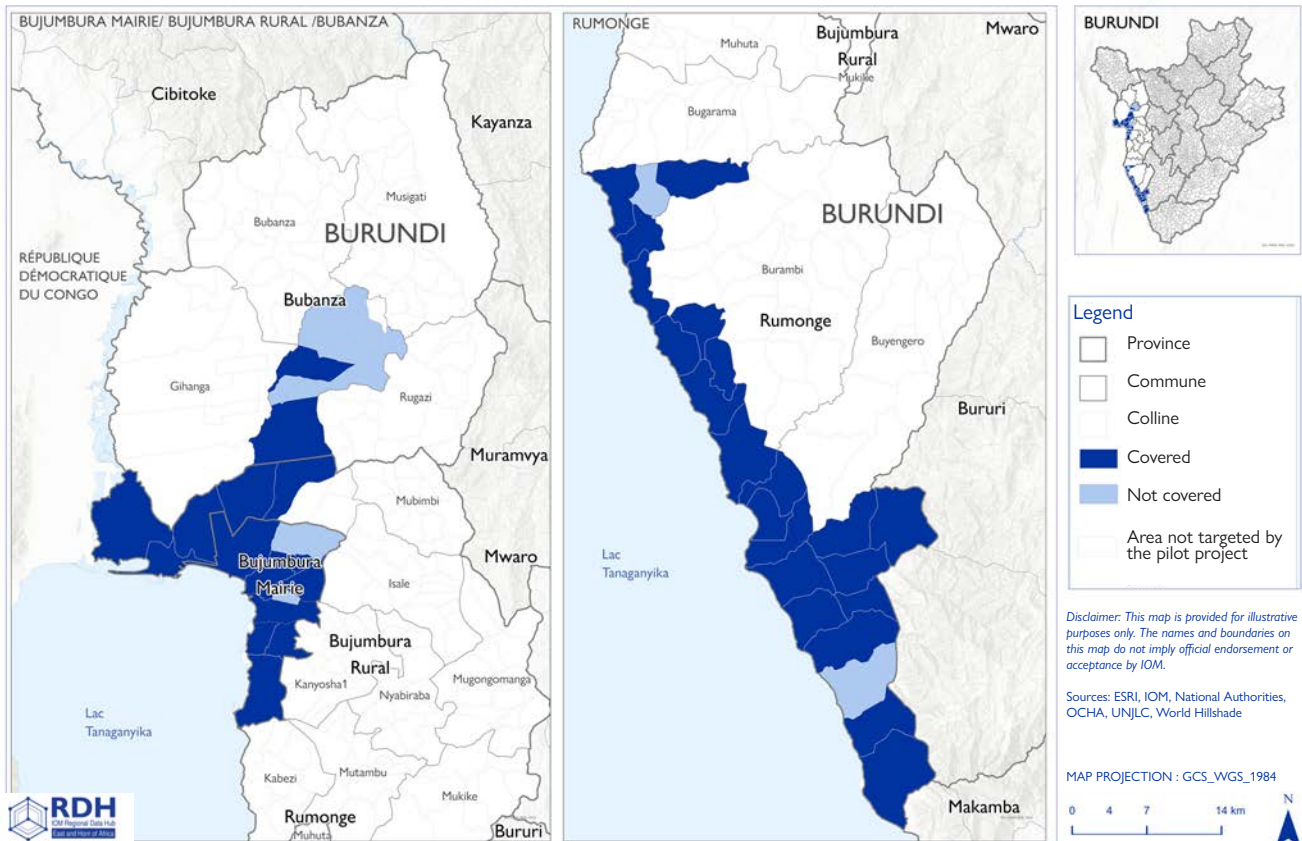 BUJUMBURA MAIRIE/ BUJUMBURA RURAL /BUBANZA
Cibitoke
Kayanza
Musigati
Bubanza
BURUNDI
RÉPUBLIQUE
DÉMOCRATIQUE
DU CONGO
Bubanza
Gihanga
Rugazi
Muramvya
Mubimbi
Mwaro
Bujumbura
Mairie
Isale
Bujumbura
Rural
Kanyosha1
Mugongomanga
Nyabiraba
Lac
Tanaganyika
Kabezi
Mutambu
Mukike
Rumonge
Muhuta
Bururi
RDH
IOM Regional Data Hub
East and Horn of Africa
RUMONGE
Muhuta
Bujumbura
Rural
Mukike
Mwaro
Bugarama
BURUNDI
Burambi
Rumonge
Buyengero
Bururi
Lac
Tanaganyika
Makamba
BURUNDI
Legend
Province
Commune
Colline
Covered
Not covered
Area not targeted by
the pilot project
Disclaimer: This map is provided for illustrative
purposes only. The names and boundaries on
this map do not imply official endorsement or
acceptance by IOM.
Sources: ESRI, IOM, National Authorities,
OCHA, UNJLC, World Hillshade
MAP PROJECTION : GCS_WGS_1984
0 4 7 14 km
N